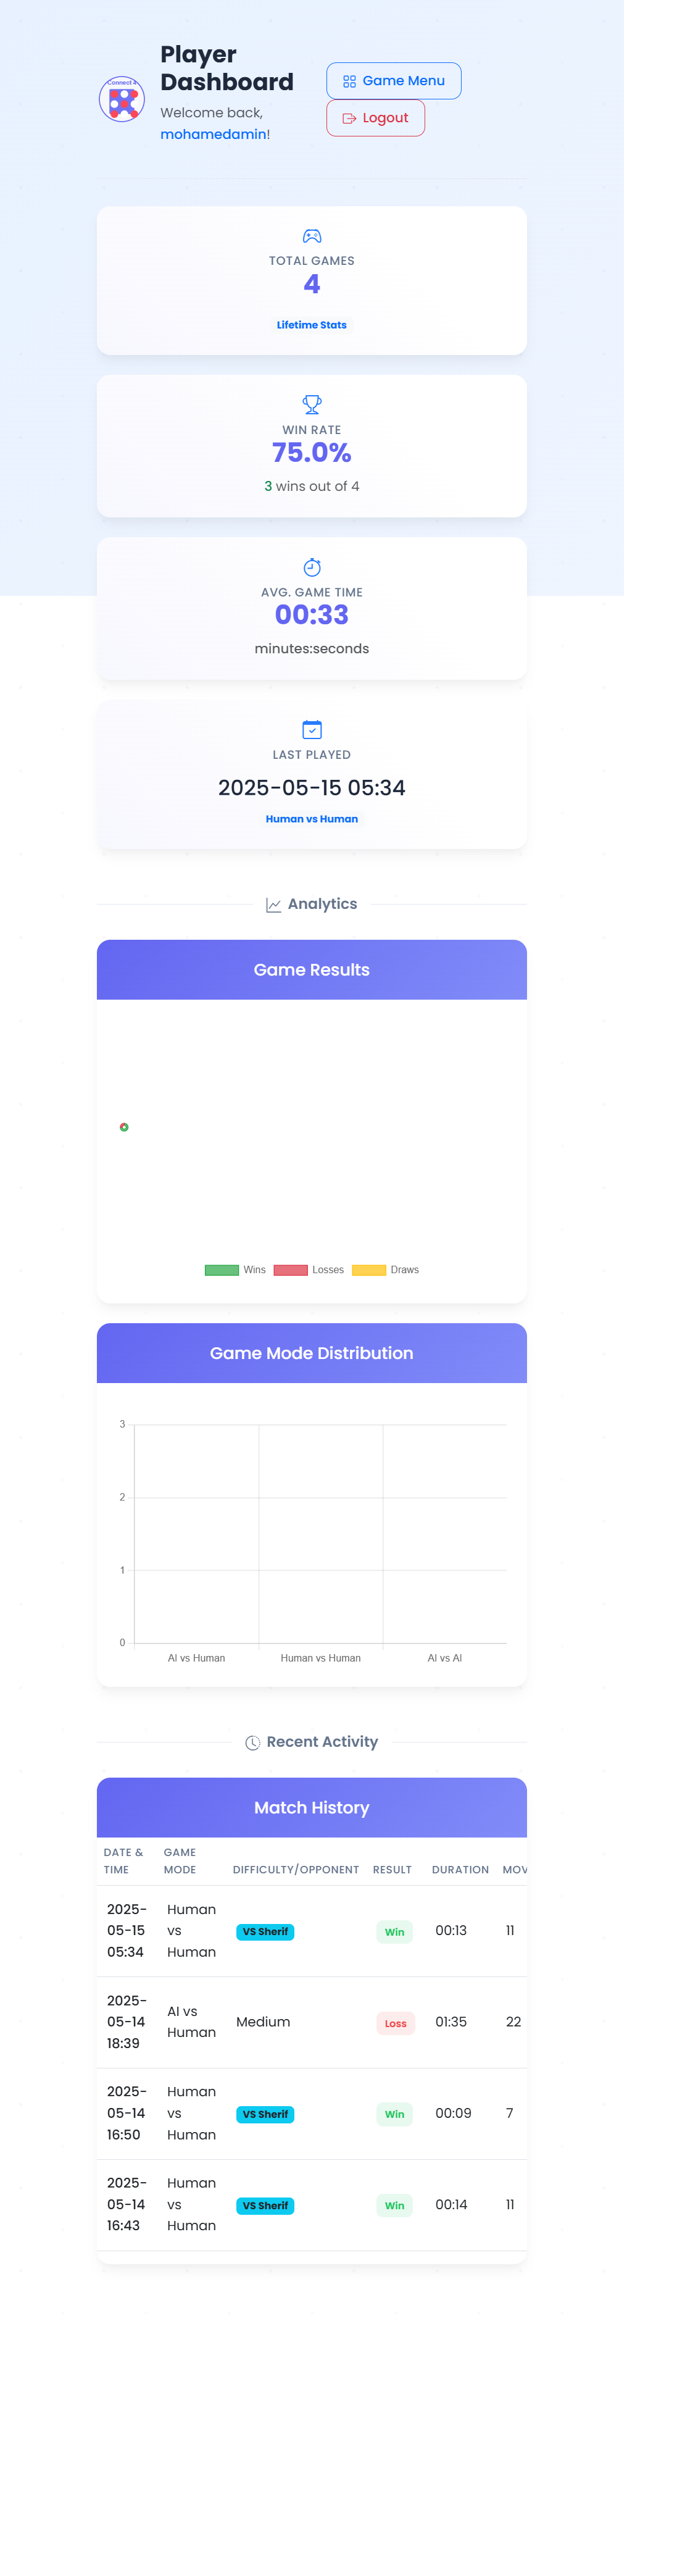 Connect 4
Player
Dashboard
Welcome back,
mohamedamin!
Game Menu
Logout
TOTAL GAMES
4
Lifetime Stats
WIN RATE
75.0%
3 wins out of 4
AVG. GAME TIME
00:33
minutes:seconds
LAST PLAYED
2025-05-15 05:34
Human vs Human
Analytics
Game Results
Wins Losses Draws
Game Mode Distribution
3
2
1
0
AI vs Human Human vs Human AI vs AI
Recent Activity
Match History
DATE &
TIME
GAME
MODE
DIFFICULTY/OPPONENT
RESULT
DURATION
MOV
2025-
05-15
05:34
Human
vs
Human
VS Sherif
Win
00:13
11
2025-
05-14
18:39
AI vs
Human
Medium
Loss
01:35
22
2025-
05-14
16:50
Human
vs
Human
VS Sherif
Win
00:09
7
2025-
05-14
16:43
Human
vs
Human
VS Sherif
Win
00:14
11